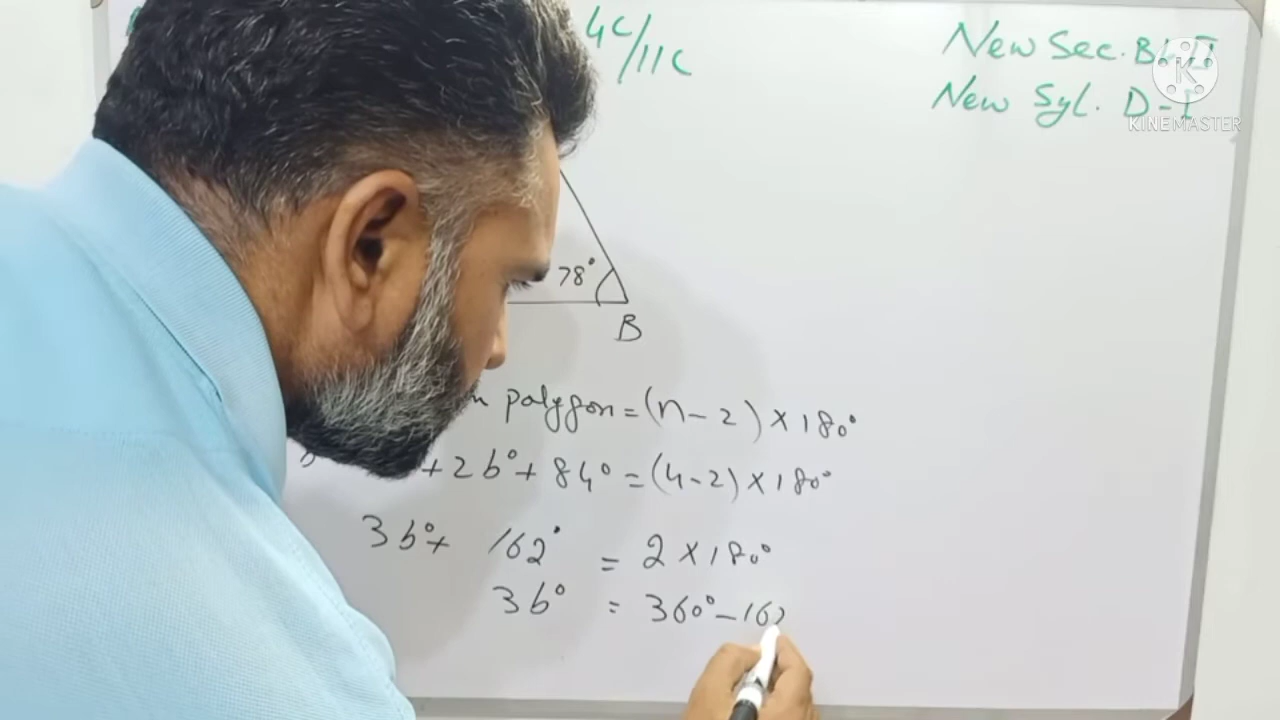 4C/11C
New Sec.
New Syl. D-I
KINEMASTER
78°
B
polygon = (n-2) × 180°
+ 2b° + 84° = (4-2) × 180°
3b° + 162° = 2 × 180°
3b° = 360° - 162